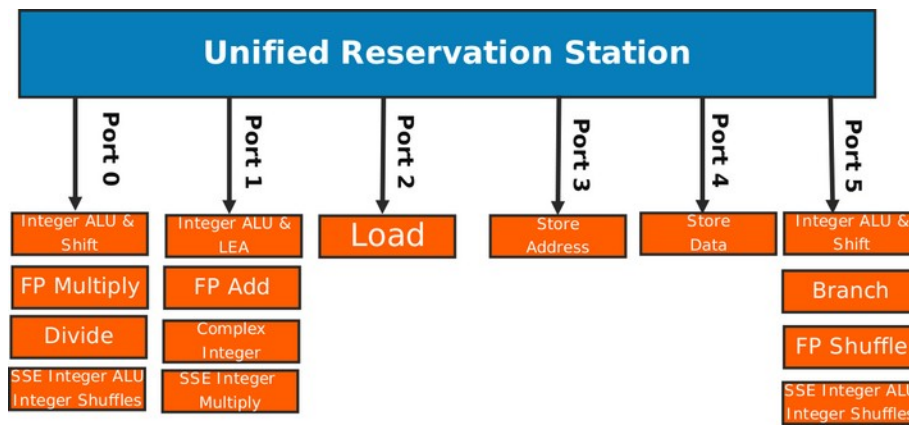 Unified Reservation Station
Port 0
Port 1
Port 2
Port 3
Port 4
Port 5
Integer ALU &
Shift
FP Multiply
Divide
SSE Integer ALU
Integer Shuffles
Integer ALU &
LEA
FP Add
Complex
Integer
SSE Integer
Multiply
Load
Store
Address
Store
Data
Integer ALU &
Shift
Branch
FP Shuffle
SSE Integer ALU
Integer Shuffles